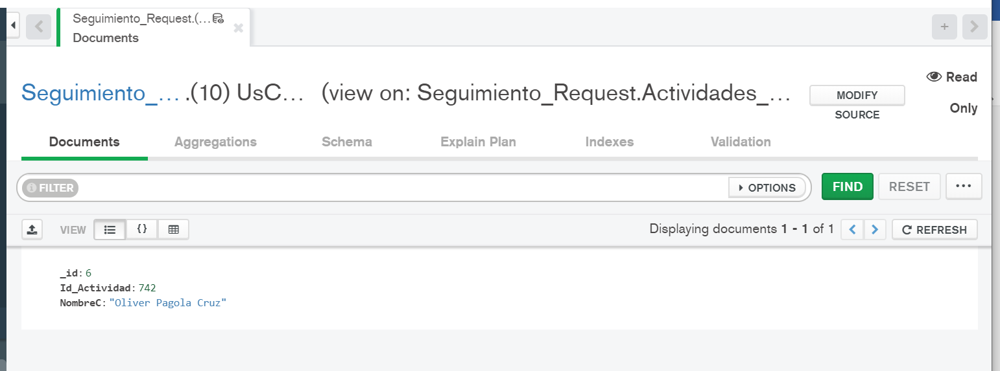 Seguimiento_Request.(...
Documents
Seguimiento_... .(10) UsC... (view on: Seguimiento_Request.Actividades_...
MODIFY
SOURCE
Read
Only
Documents Aggregations Schema Explain Plan Indexes Validation
FILTER OPTIONS FIND RESET ...
VIEW {} Displaying documents 1 - 1 of 1 REFRESH
_id: 6
Id_Actividad: 742
NombreC: "Oliver Pagola Cruz"